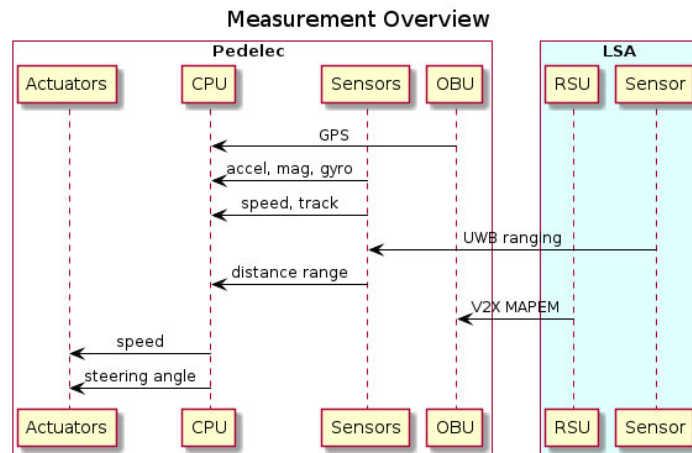 Measurement Overview
Pedelec LSA
Actuators CPU Sensors OBU RSU Sensor
GPS
accel, mag, gyro
speed, track
UWB ranging
distance range
V2X MAPEM
speed
steering angle
Actuators CPU Sensors OBU RSU Sensor